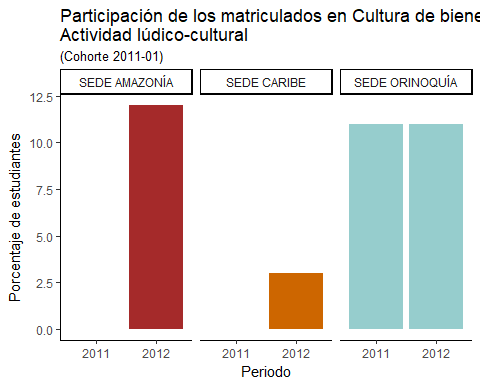 Participación de los matriculados en Cultura de biene
Actividad lúdico-cultural
(Cohorte 2011-01)
SEDE AMAZONÍA SEDE CARIBE SEDE ORINOQUÍA
12.5
10.0
7.5
5.0
2.5
0.0
Porcentaje de estudiantes
2011 2012 2011 2012 2011 2012
Periodo